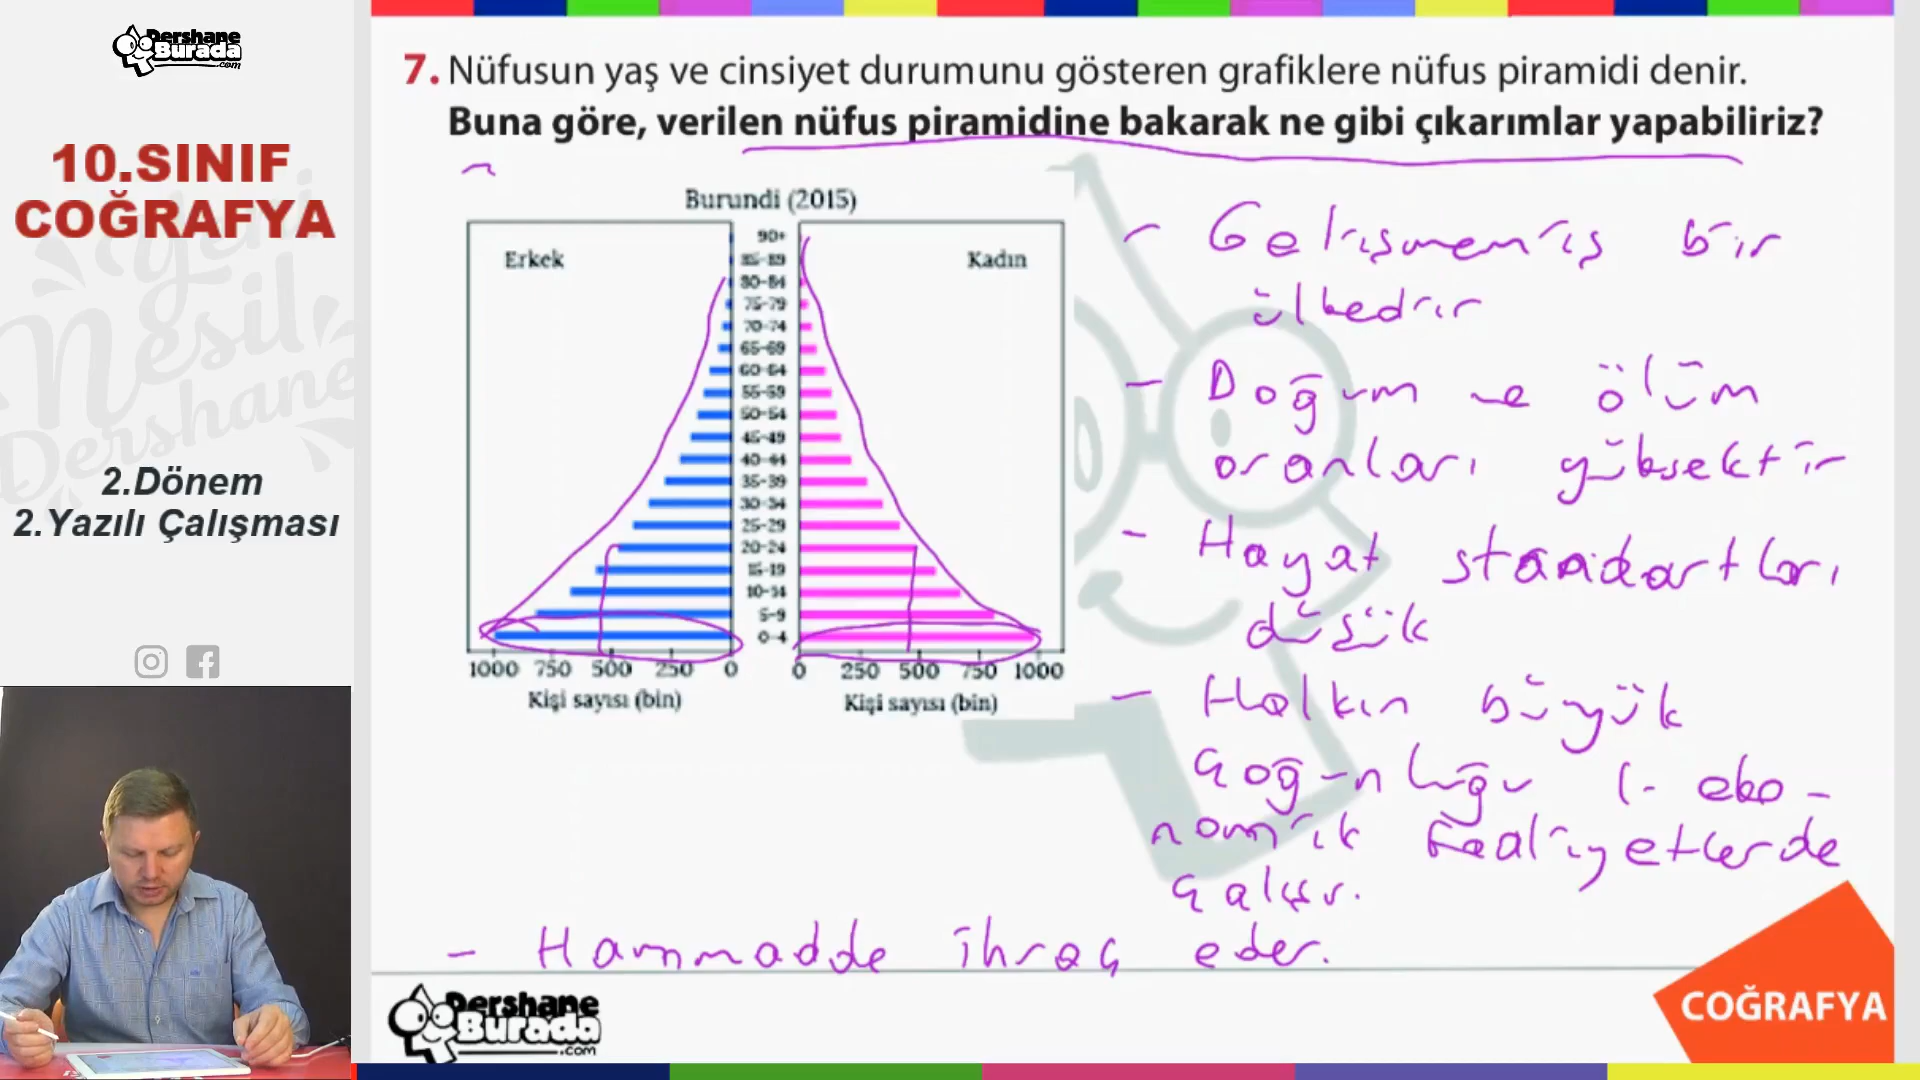 Dershane
Burada
.com
10.SINIF
COĞRAFYA
Yeni
Nesil
Dershane
2.Dönem
2.Yazılı Çalışması
7. Nüfusun yaş ve cinsiyet durumunu gösteren grafiklere nüfus piramidi denir.
Buna göre, verilen nüfus piramidine bakarak ne gibi çıkarımlar yapabiliriz?
Burundi (2015)
Erkek
Kadın
90+
85-89
80-84
75-79
70-74
65-69
60-64
55-59
50-54
45-49
40-44
35-39
30-34
25-29
20-24
15-19
10-14
5-9
0-4
1000 750 500 250 0
0 250 500 750 1000
Kişi sayısı (bin)
Kişi sayısı (bin)
- Gelişmemiş bir
ülkedir
- Doğum ve ölüm
oranları yüksektir
- Hayat standartları
düşük
- Halkın büyük
çoğunluğu 1. eko-
nomik faaliyetlerde
çalışır.
- Hammadde ihraç eder.
Dershane
Burada
.com
COĞRAFYA